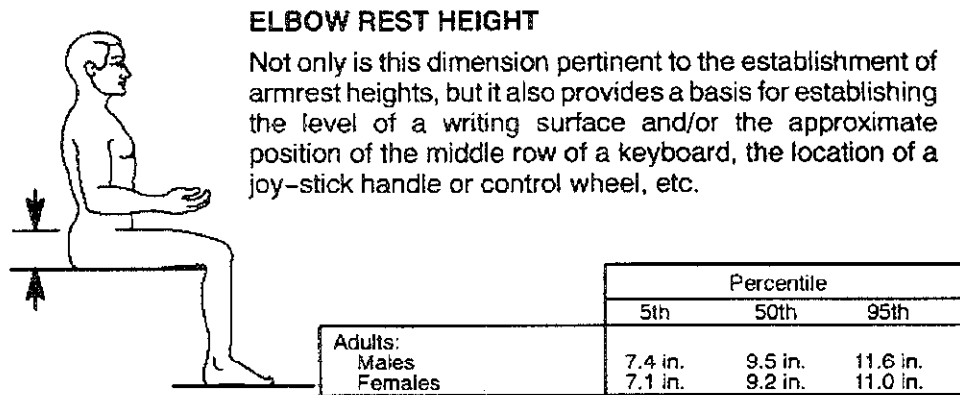 ELBOW REST HEIGHT
Not only is this dimension pertinent to the establishment of
armrest heights, but it also provides a basis for establishing
the level of a writing surface and/or the approximate
position of the middle row of a keyboard, the location of a
joy-stick handle or control wheel, etc.
Percentile
5th 50th 95th
Adults:
Males 7.4 in. 9.5 in. 11.6 in.
Females 7.1 in. 9.2 in. 11.0 in.